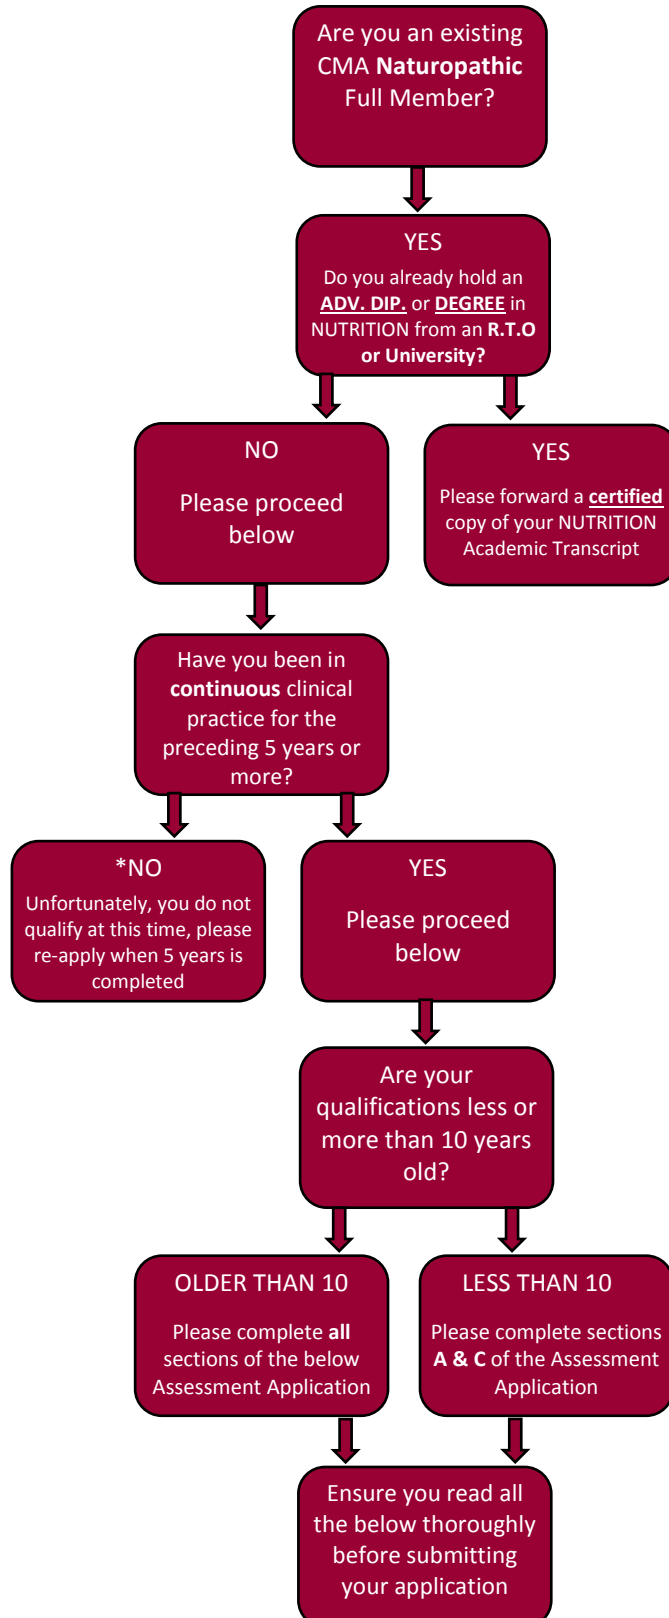 Are you an existing
CMA Naturopathic
Full Member?
YES
Do you already hold an
ADV. DIP. or DEGREE in
NUTRITION from an R.T.O
or University?
NO
Please proceed
below
YES
Please forward a certified
copy of your NUTRITION
Academic Transcript
Have you been in
continuous clinical
practice for the
preceding 5 years or
more?
*NO
Unfortunately, you do not
qualify at this time, please
re-apply when 5 years is
completed
YES
Please proceed
below
Are your
qualifications less or
more than 10 years
old?
OLDER THAN 10
Please complete all
sections of the below
Assessment Application
LESS THAN 10
Please complete sections
A & C of the Assessment
Application
Ensure you read all
the below thoroughly
before submitting
your application